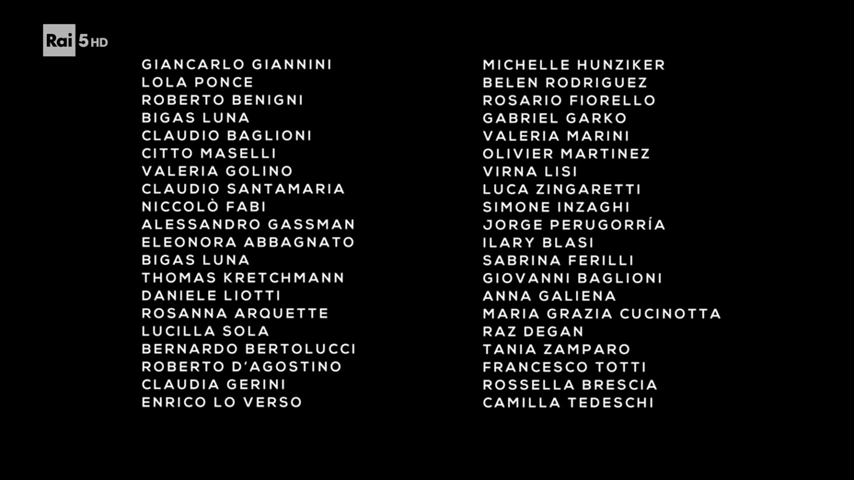 Rai 5 HD
GIANCARLO GIANNINI
LOLA PONCE
ROBERTO BENIGNI
BIGAS LUNA
CLAUDIO BAGLIONI
CITTO MASELLI
VALERIA GOLINO
CLAUDIO SANTAMARIA
NICCOLÒ FABI
ALESSANDRO GASSMAN
ELEONORA ABBAGNATO
BIGAS LUNA
THOMAS KRETCHMANN
DANIELE LIOTTI
ROSANNA ARQUETTE
LUCILLA SOLA
BERNARDO BERTOLUCCI
ROBERTO D'AGOSTINO
CLAUDIA GERINI
ENRICO LO VERSO
MICHELLE HUNZIKER
BELEN RODRIGUEZ
ROSARIO FIORELLO
GABRIEL GARKO
VALERIA MARINI
OLIVIER MARTINEZ
VIRNA LISI
LUCA ZINGARETTI
SIMONE INZAGHI
JORGE PERUGORRÍA
ILARY BLASI
SABRINA FERILLI
GIOVANNI BAGLIONI
ANNA GALIENA
MARIA GRAZIA CUCINOTTA
RAZ DEGAN
TANIA ZAMPARO
FRANCESCO TOTTI
ROSSELLA BRESCIA
CAMILLA TEDESCHI